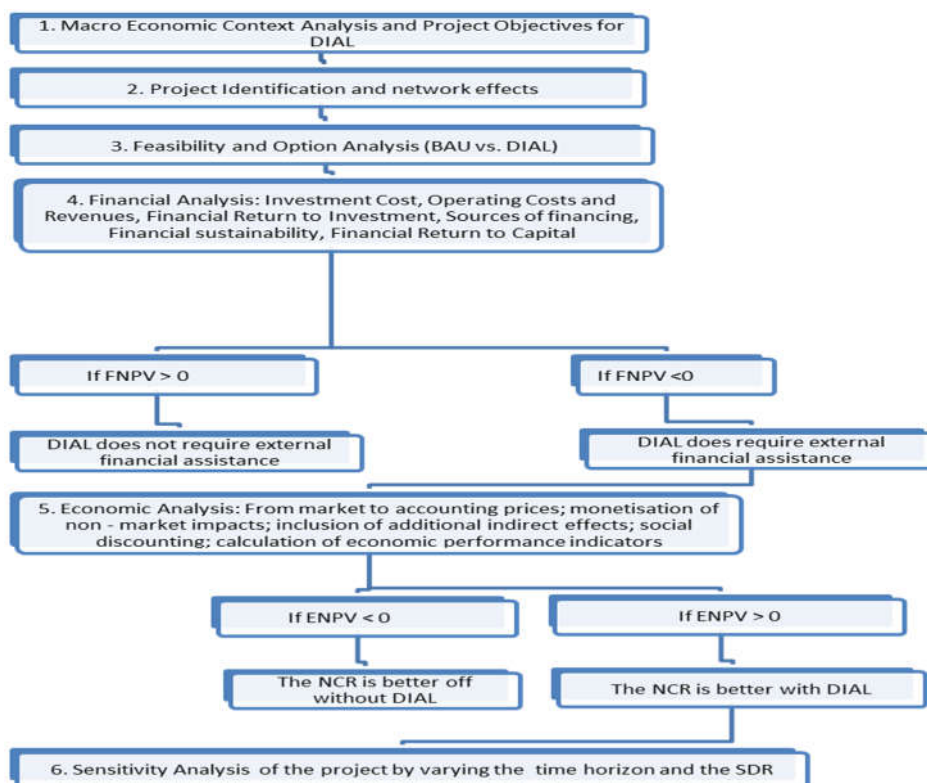 1. Macro Economic Context Analysis and Project Objectives for
DIAL
2. Project Identification and network effects
3. Feasibility and Option Analysis (BAU vs. DIAL)
4. Financial Analysis: Investment Cost, Operating Costs and
Revenues, Financial Return to Investment, Sources of financing,
Financial sustainability, Financial Return to Capital
If FNPV > 0
If FNPV <0
DIAL does not require external
financial assistance
DIAL does require external
financial assistance
5. Economic Analysis: From market to accounting prices; monetisation
of non - market impacts; inclusion of additional indirect effects; social
discounting; calculation of economic performance indicators
If ENPV < 0
If ENPV > 0
The NCR is better off
without DIAL
The NCR is better with DIAL
6. Sensitivity Analysis of the project by varying the time horizon and the SDR